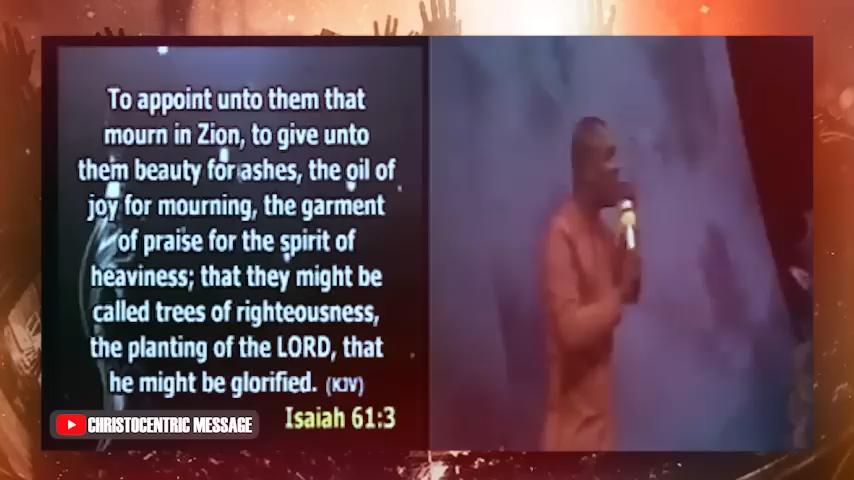 To appoint unto them that
mourn in Zion, to give unto
them beauty for ashes, the oil of
joy for mourning, the garment
of praise for the spirit of
heaviness; that they might be
called trees of righteousness,
the planting of the LORD, that
he might be glorified. (KJV)
Isaiah 61:3
CHRISTOCENTRIC MESSAGE